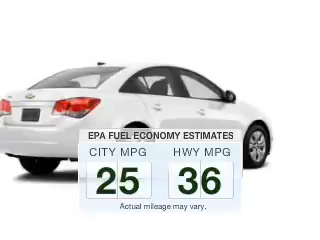 EPA FUEL ECONOMY ESTIMATES
CITY MPG HWY MPG
25 36
Actual mileage may vary.